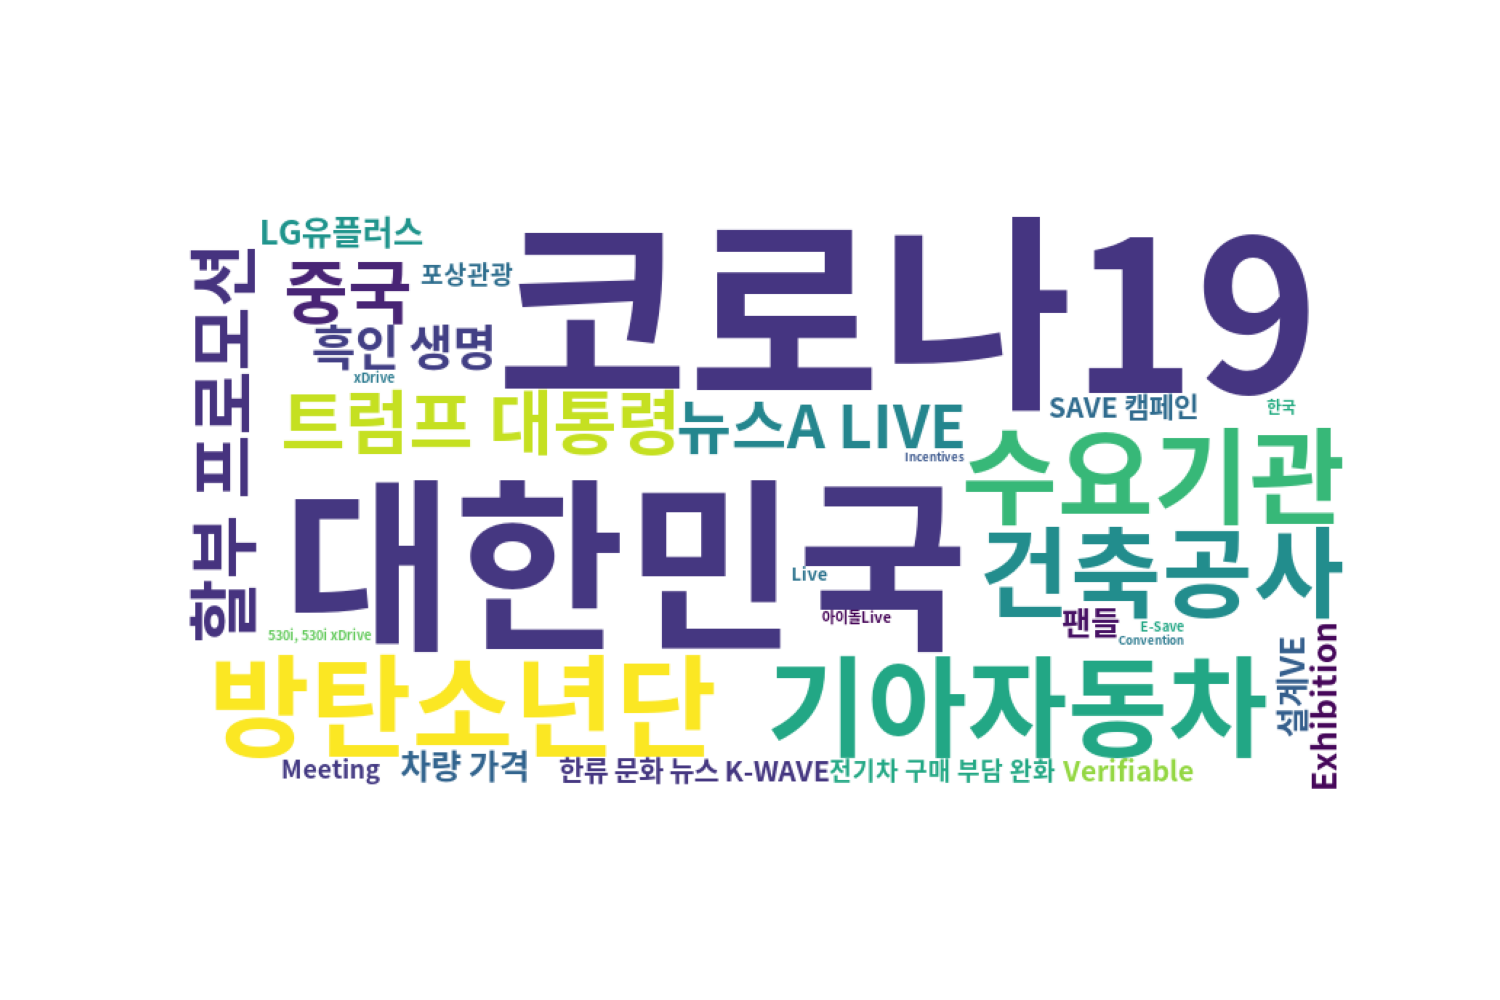 코로나19
LG유플러스
중국
포상관광
흑인 생명
xDrive
할부 프로모션
트럼프 대통령
뉴스A LIVE
SAVE 캠페인
한국
Incentives
수요기관
대한민국
건축공사
Live
아이돌Live
팬들
E-Save
Convention
530i, 530i xDrive
방탄소년단
기아자동차
설계VE
Exhibition
Meeting
차량 가격
한류 문화 뉴스 K-WAVE
전기차 구매 부담 완화
Verifiable